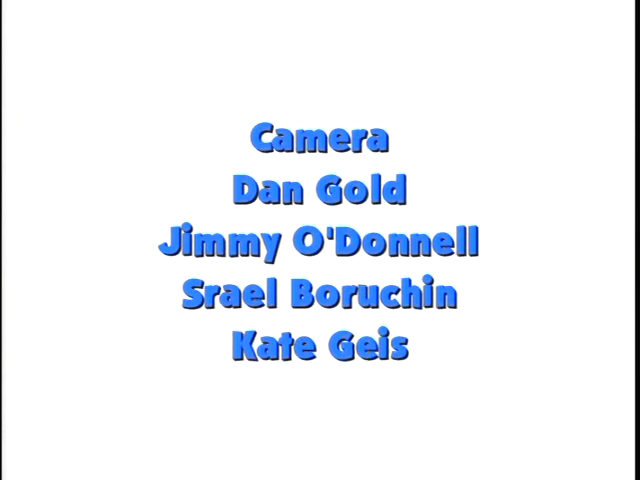 Camera
Dan Gold
Jimmy O'Donnell
Srael Boruchin
Kate Geis